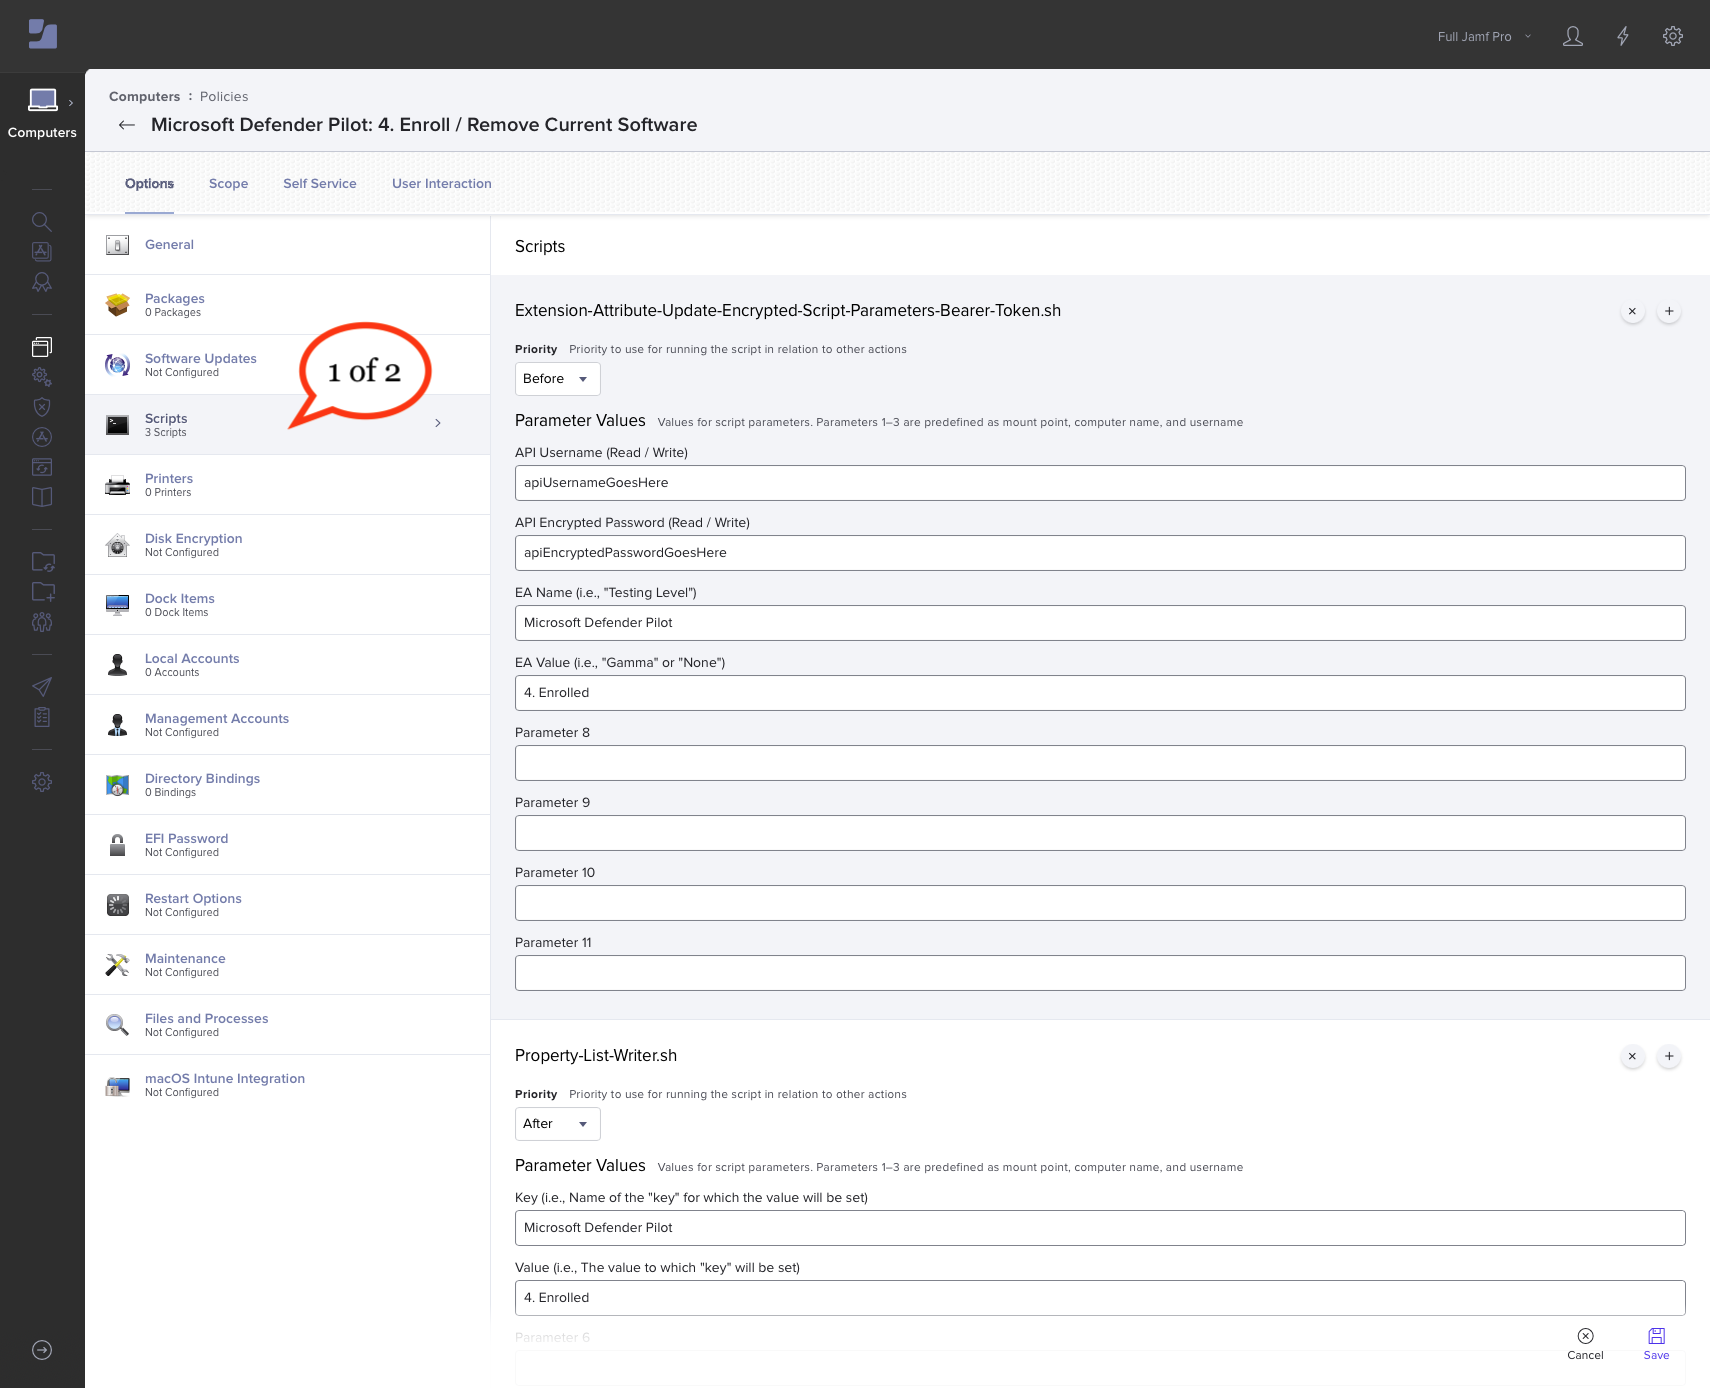 Full Jamf Pro
Computers
Computers : Policies
Microsoft Defender Pilot: 4. Enroll / Remove Current Software
Options
Scope
Self Service
User Interaction
General
Packages
0 Packages
Software Updates
Not Configured
1 of 2
Scripts
3 Scripts
Printers
0 Printers
Disk Encryption
Not Configured
Dock Items
0 Dock Items
Local Accounts
0 Accounts
Management Accounts
Not Configured
Directory Bindings
0 Bindings
EFI Password
Not Configured
Restart Options
Not Configured
Maintenance
Not Configured
Files and Processes
Not Configured
macOS Intune Integration
Not Configured
Scripts
Extension-Attribute-Update-Encrypted-Script-Parameters-Bearer-Token.sh
Priority Priority to use for running the script in relation to other actions
Before
Parameter Values Values for script parameters. Parameters 1–3 are predefined as mount point, computer name, and username
API Username (Read / Write)
apiUsernameGoesHere
API Encrypted Password (Read / Write)
apiEncryptedPasswordGoesHere
EA Name (i.e., "Testing Level")
Microsoft Defender Pilot
EA Value (i.e., "Gamma" or "None")
4. Enrolled
Parameter 8
Parameter 9
Parameter 10
Parameter 11
Property-List-Writer.sh
Priority Priority to use for running the script in relation to other actions
After
Parameter Values Values for script parameters. Parameters 1–3 are predefined as mount point, computer name, and username
Key (i.e., Name of the "key" for which the value will be set)
Microsoft Defender Pilot
Value (i.e., The value to which "key" will be set)
4. Enrolled
Parameter 6
Cancel
Save